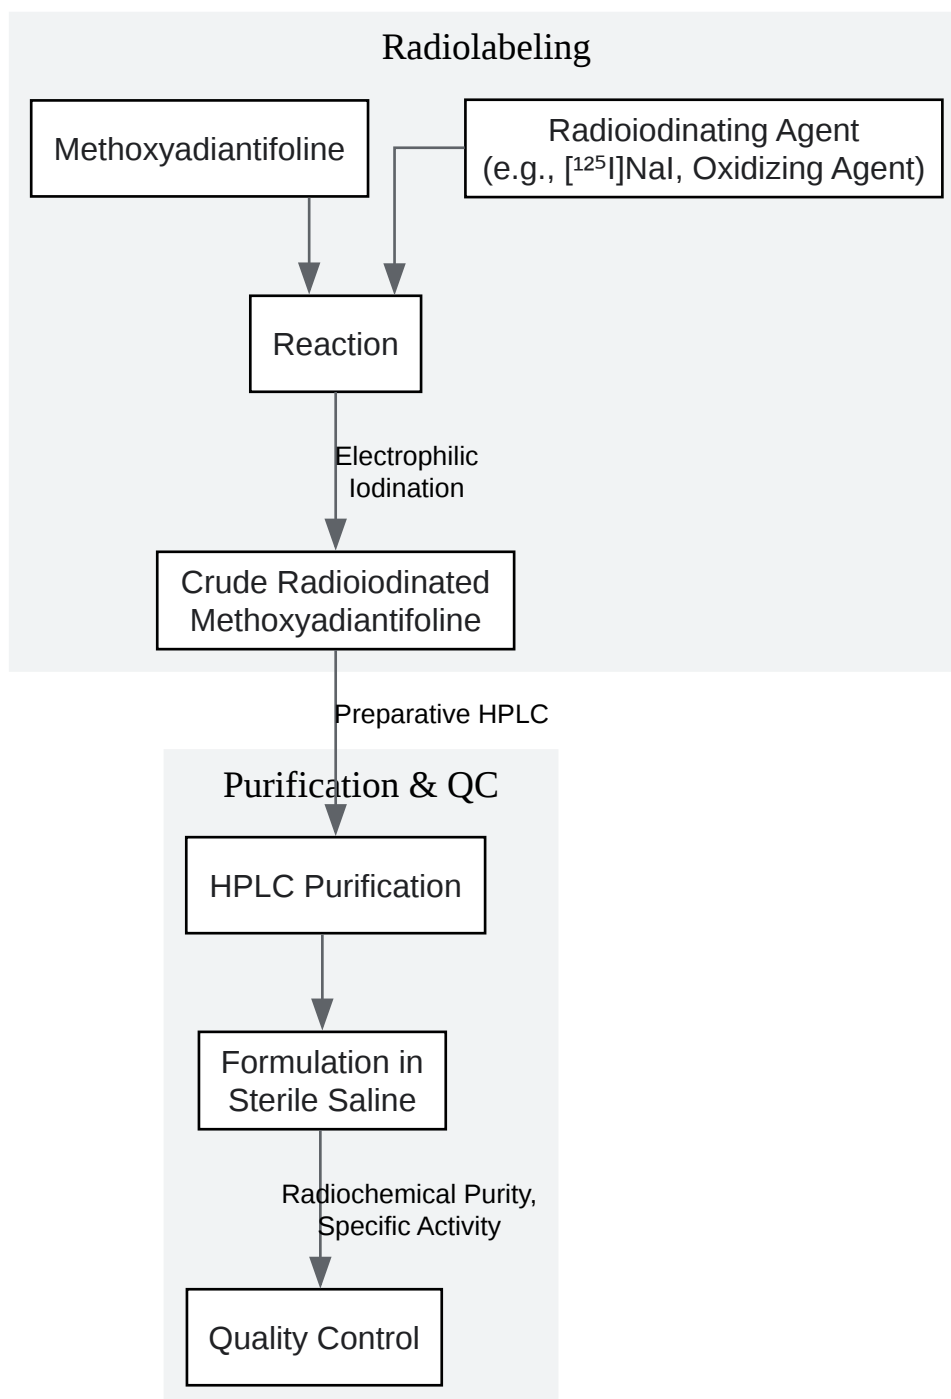 Radiolabeling
Methoxyadiantifoline
Radioiodinating Agent
(e.g., [¹²⁵I]NaI, Oxidizing Agent)
Reaction
Electrophilic
Iodination
Crude Radioiodinated
Methoxyadiantifoline
Preparative HPLC
Purification & QC
HPLC Purification
Formulation in
Sterile Saline
Radiochemical Purity,
Specific Activity
Quality Control